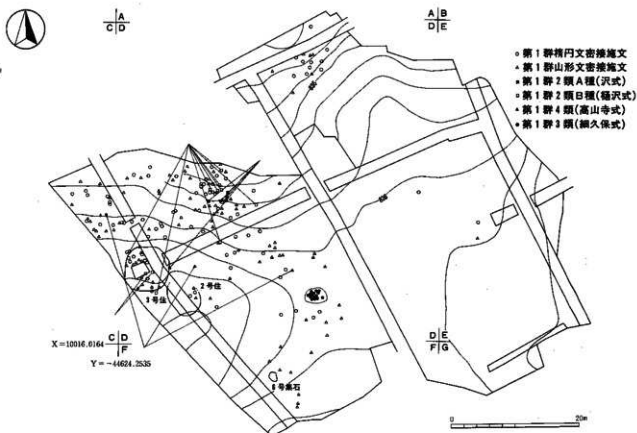 A
C D
A B
D E
○ 第1群楕円文密接施文
▵ 第1群山形文密接施文
■ 第1群2類A種(沢式)
□ 第1群2類B種(樋沢式)
▲ 第1群4類(高山寺式)
● 第1群3類(細久保式)
3号住
2号住
X=10016.0164
C D
F
Y=-44624.2535
D E
F G
6号集石
0 20m